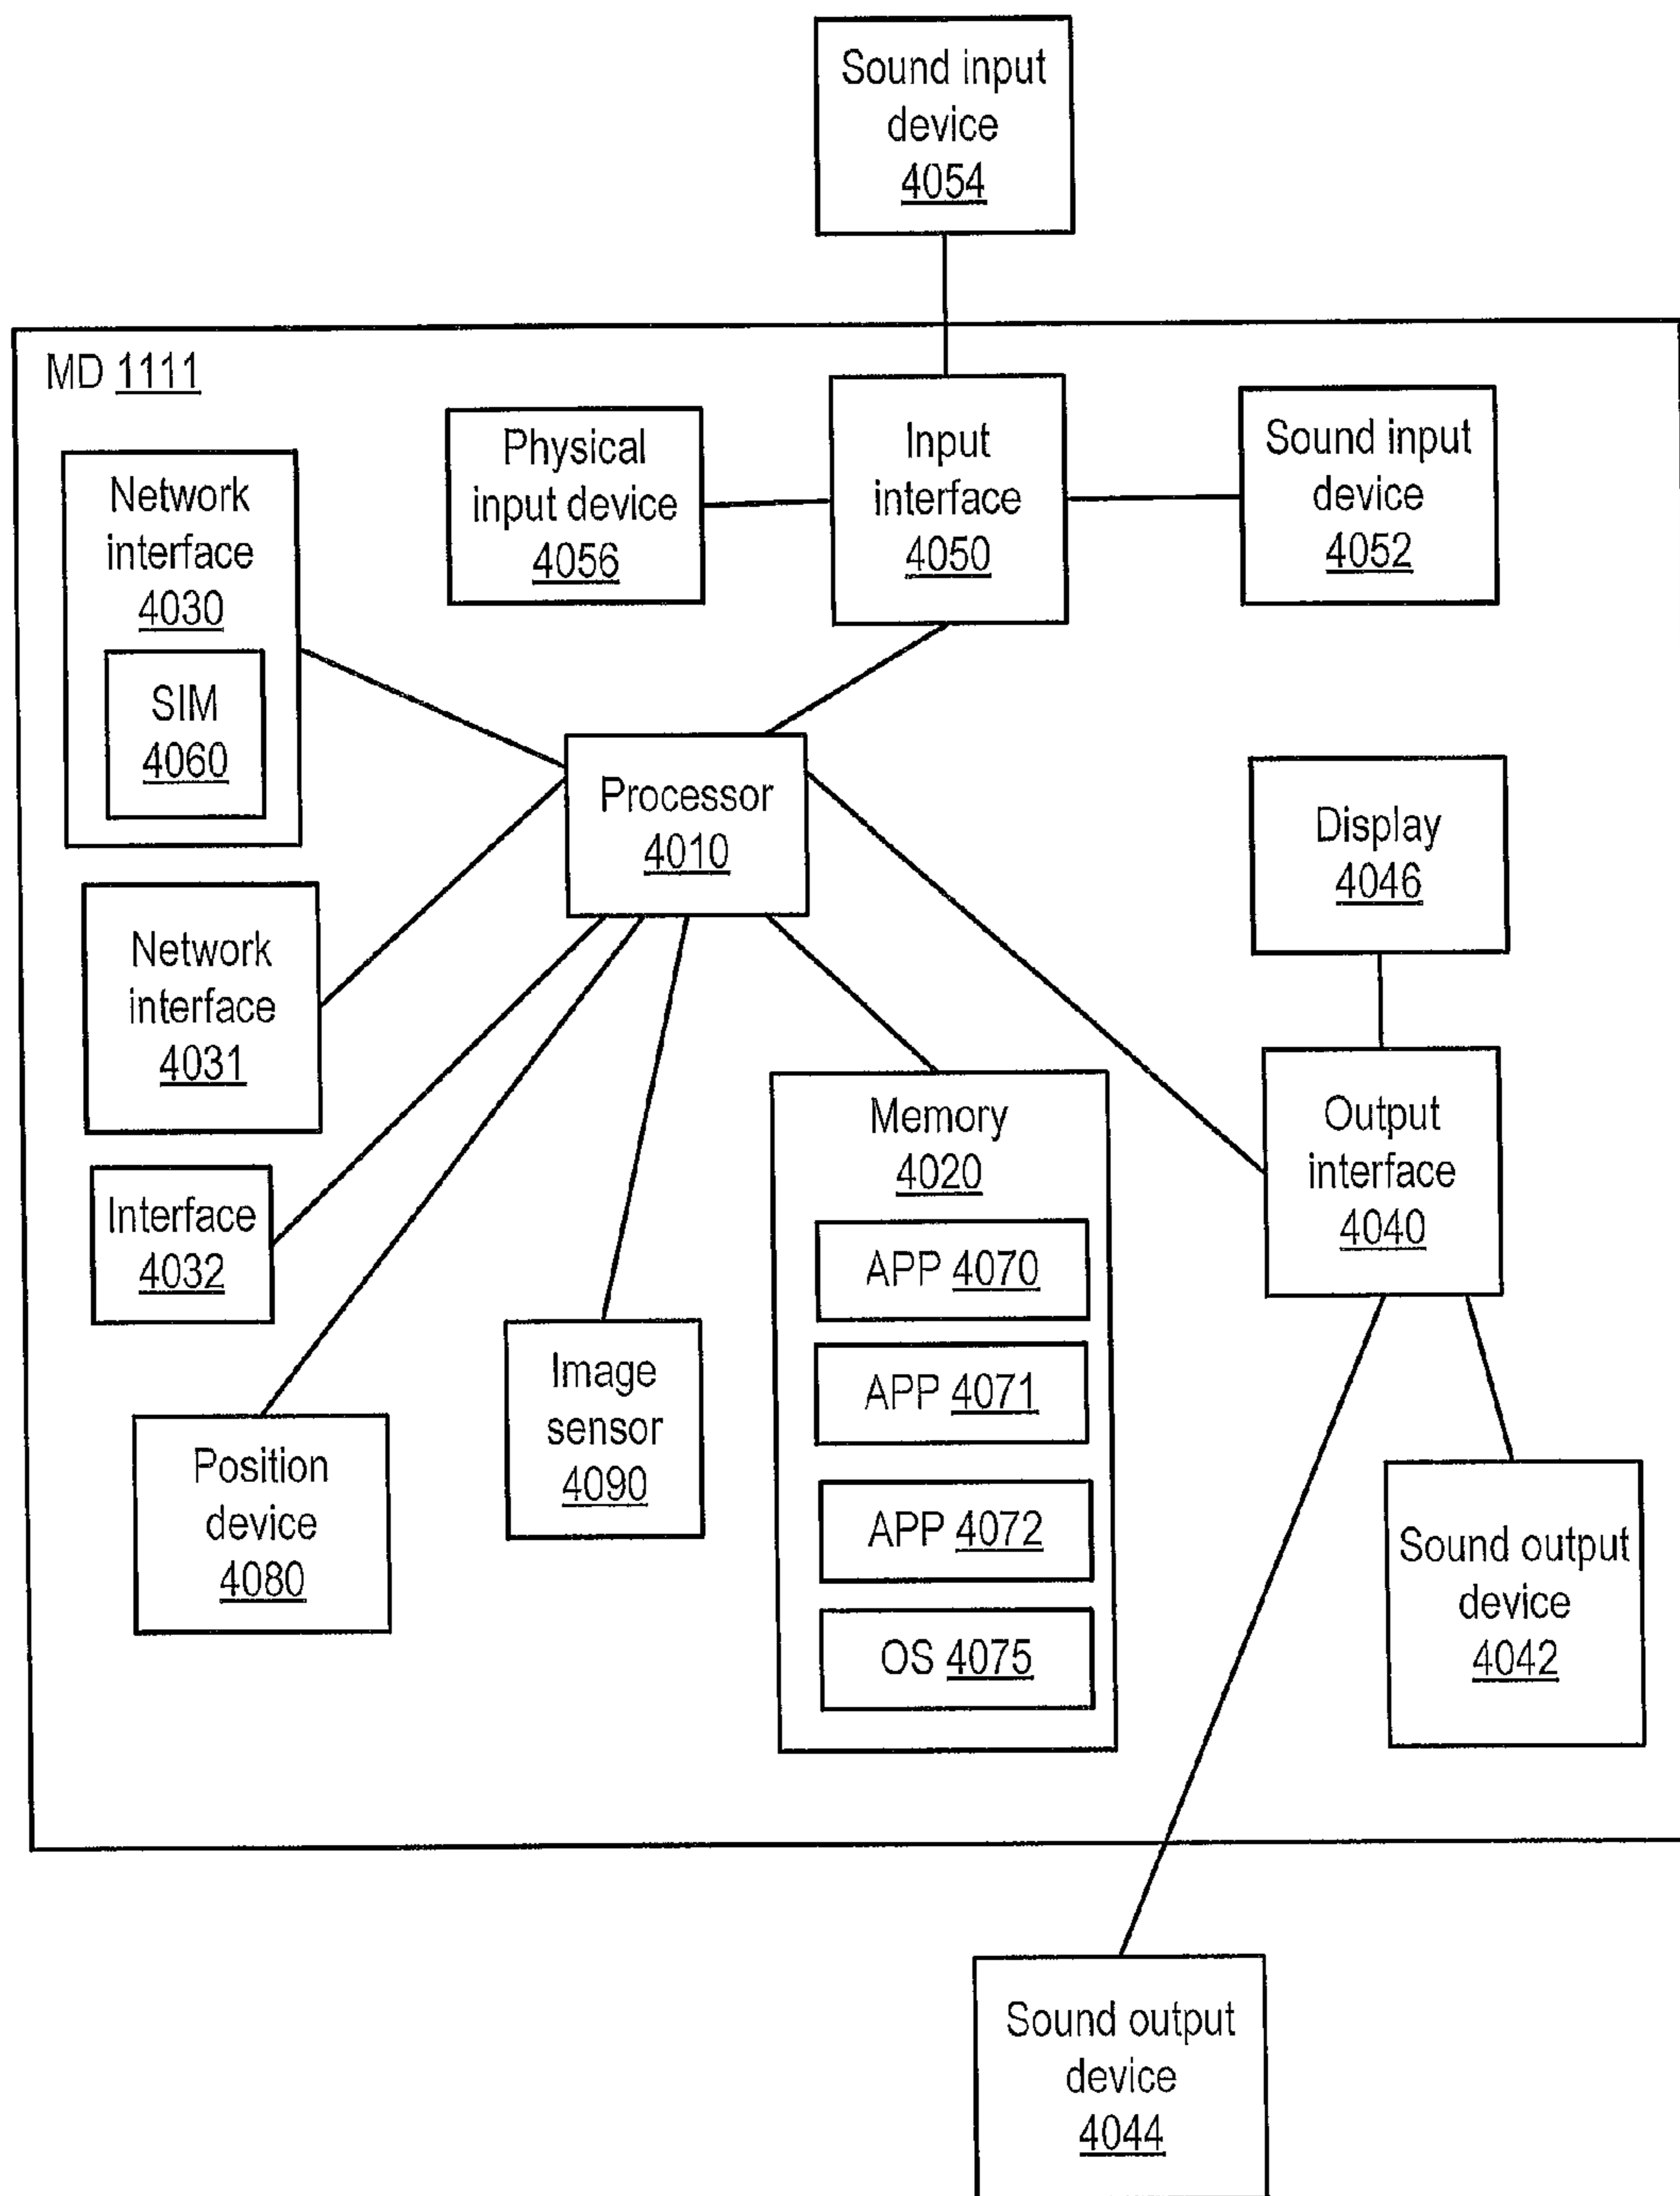 Sound input
device
4054
MD 1111
Physical
input device
4056
Input
interface
4050
Sound input
device
4052
Network
interface
4030
SIM
4060
Processor
4010
Display
4046
Network
interface
4031
Memory
4020
APP 4070
APP 4071
APP 4072
OS 4075
Output
interface
4040
Interface
4032
Image
sensor
4090
Position
device
4080
Sound output
device
4042
Sound output
device
4044